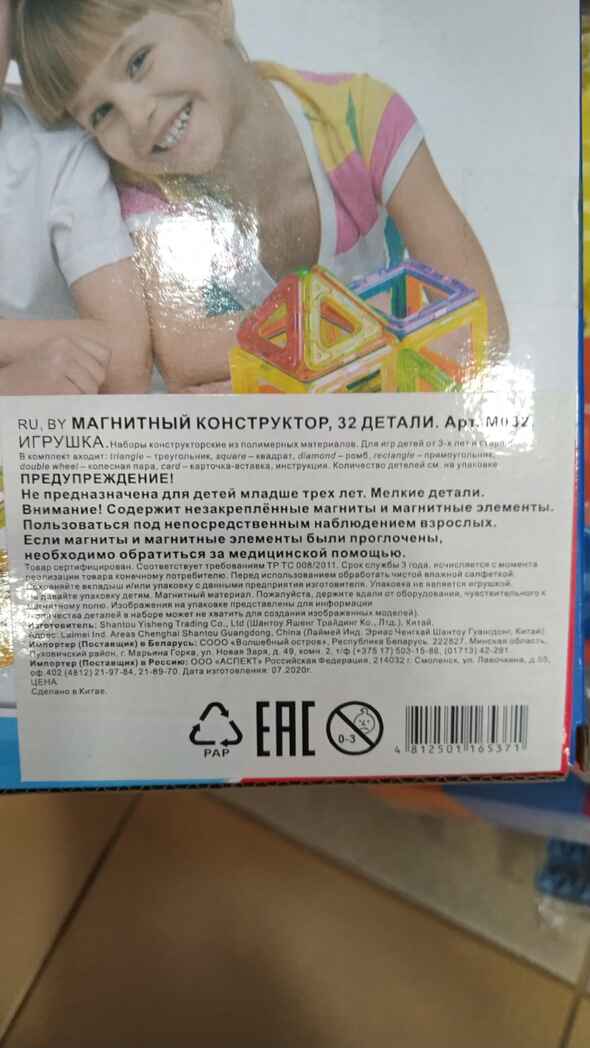 RU, BY МАГНИТНЫЙ КОНСТРУКТОР, 32 ДЕТАЛИ. Арт. М032.
ИГРУШКА. Наборы конструкторские из полимерных материалов. Для игр детей от 3-х лет и
В комплект входит: triangle – треугольник, square – квадрат, diamond – ромб, rectangle – прямоугольник,
double wheel – колесная пара, card – карточка-вставка, инструкция. Количество деталей см. на упаковке
ПРЕДУПРЕЖДЕНИЕ!
Не предназначена для детей младше трех лет. Мелкие детали.
Внимание! Содержит незакреплённые магниты и магнитные элементы.
Пользоваться под непосредственным наблюдением взрослых.
Если магниты и магнитные элементы были проглочены,
необходимо обратиться за медицинской помощью.
Товар сертифицирован. Соответствует требованиям ТР ТС 008/2011. Срок службы 3 года, исчисляется с момента
реализации товара конечному потребителю. Перед использованием обработать чистой влажной салфеткой.
Сохраняйте вкладыш и/или упаковку с данными предприятия изготовителя. Упаковка не является игрушкой.
давайте упаковку детям. Магнитный материал. Пожалуйста, держите вдали от оборудования, чувствительного к
магнитному полю. Изображения на упаковке представлены для информации
(количества деталей в наборе может не хватить для создания изображенных моделей).
Изготовитель: Shantou Yisheng Trading Co., Ltd (Шантоу Яшенг Трэйдинг Ко., Лтд.), Китай.
Адрес: Laimei Ind. Areas Chenghai Shantou Guangdong, China (Лаймей Инд. Эриас Ченгхай Шантоу Гуандонг, Китай)
Импортер (Поставщик) в Беларусь: СООО «Волшебный остров», Республика Беларусь, 222827, Минская область,
Пуховичский район, г. Марьина Горка, ул. Новая Заря, д. 49, комн. 2, т/ф (+375 17) 503-15-88, (01713) 42-291.
Импортер (Поставщик) в Россию: ООО «АСПЕКТ» Российская Федерация, 214032 г. Смоленск, ул. Лавочкина, д.
оф.402 (4812) 21-97-84, 21-89-70. Дата изготовления: 07.2020г.
ЦЕНА.
Сделано в Китае.
PAP
EAC
0-3
4 812501 165371